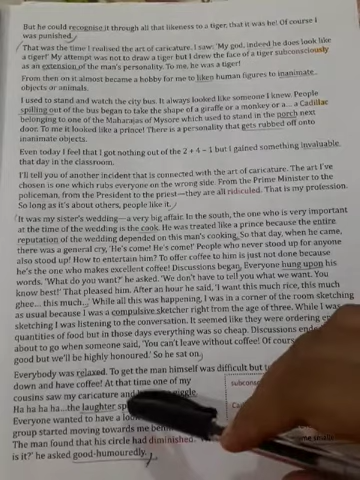 But he could recognise it through all that likeness to a tiger, that it was he! Of course I
was punished.
That was the time I realised the art of caricature. I saw: 'My god, indeed he does look like
a tiger!' My attempt was not to draw a tiger but I drew the face of a tiger subconsciously
as an extension of the man's personality. To me, he was a tiger!
From then on it almost became a hobby for me to liken human figures to inanimate
objects or animals.
I used to stand and watch the city bus. It always looked like someone I knew. People
spilling out of the bus began to take the shape of a giraffe or a monkey or a... a Cadillac
belonging to one of the Maharajas of Mysore which used to stand in the porch next
door. To me it looked like a prince! There is a personality that gets rubbed off onto
inanimate objects.
Even today I feel that I got nothing out of the 2 + 4 – 1 but I gained something invaluable
that day in the classroom.
I'll tell you of another incident that is connected with the art of caricature. The art I've
chosen is one which rubs everyone on the wrong side. From the Prime Minister to the
policeman, from the President to the priest—they are all ridiculed. That is my profession.
So long as it's about others, people like it.
It was my sister's wedding—a very big affair. In the south, the one who is very important
at the time of wedding is the cook. He was treated like a prince because the entire
reputation of the wedding depended on this man's cooking. So that day, when he came,
there was a general cry, 'He's come! He's come!' People who never stood up for anyone
also stood up! How to entertain him? To offer coffee to him is just not done because
he's the one who makes excellent coffee! Discussions began. Everyone hung upon his
words. 'What do you want?' he asked. 'We don't have to tell you what we want. You
know best!' That pleased him. After an hour he said, 'I want this much rice, this much
ghee... this much...' While all this was happening, I was in a corner of the room sketching
as usual because I was a compulsive sketcher right from the age of three. While I was
sketching I was listening to the conversation. It seemed like they were ordering
quantities of food but in those days everything was so cheap. Discussions
about to go when someone said, 'You can't leave without coffee! Of course
good but we'll be highly honoured.' So he sat on.
Everybody was relaxed. To get the man himself was difficult but
down and have coffee! At that time one of my
cousins saw my caricature and giggle.
Ha ha ha ha...the laughter
Everyone wanted to have a
group started moving towards me
The man found that his circle had diminished.
is it?' he asked good-humouredly.
subcons